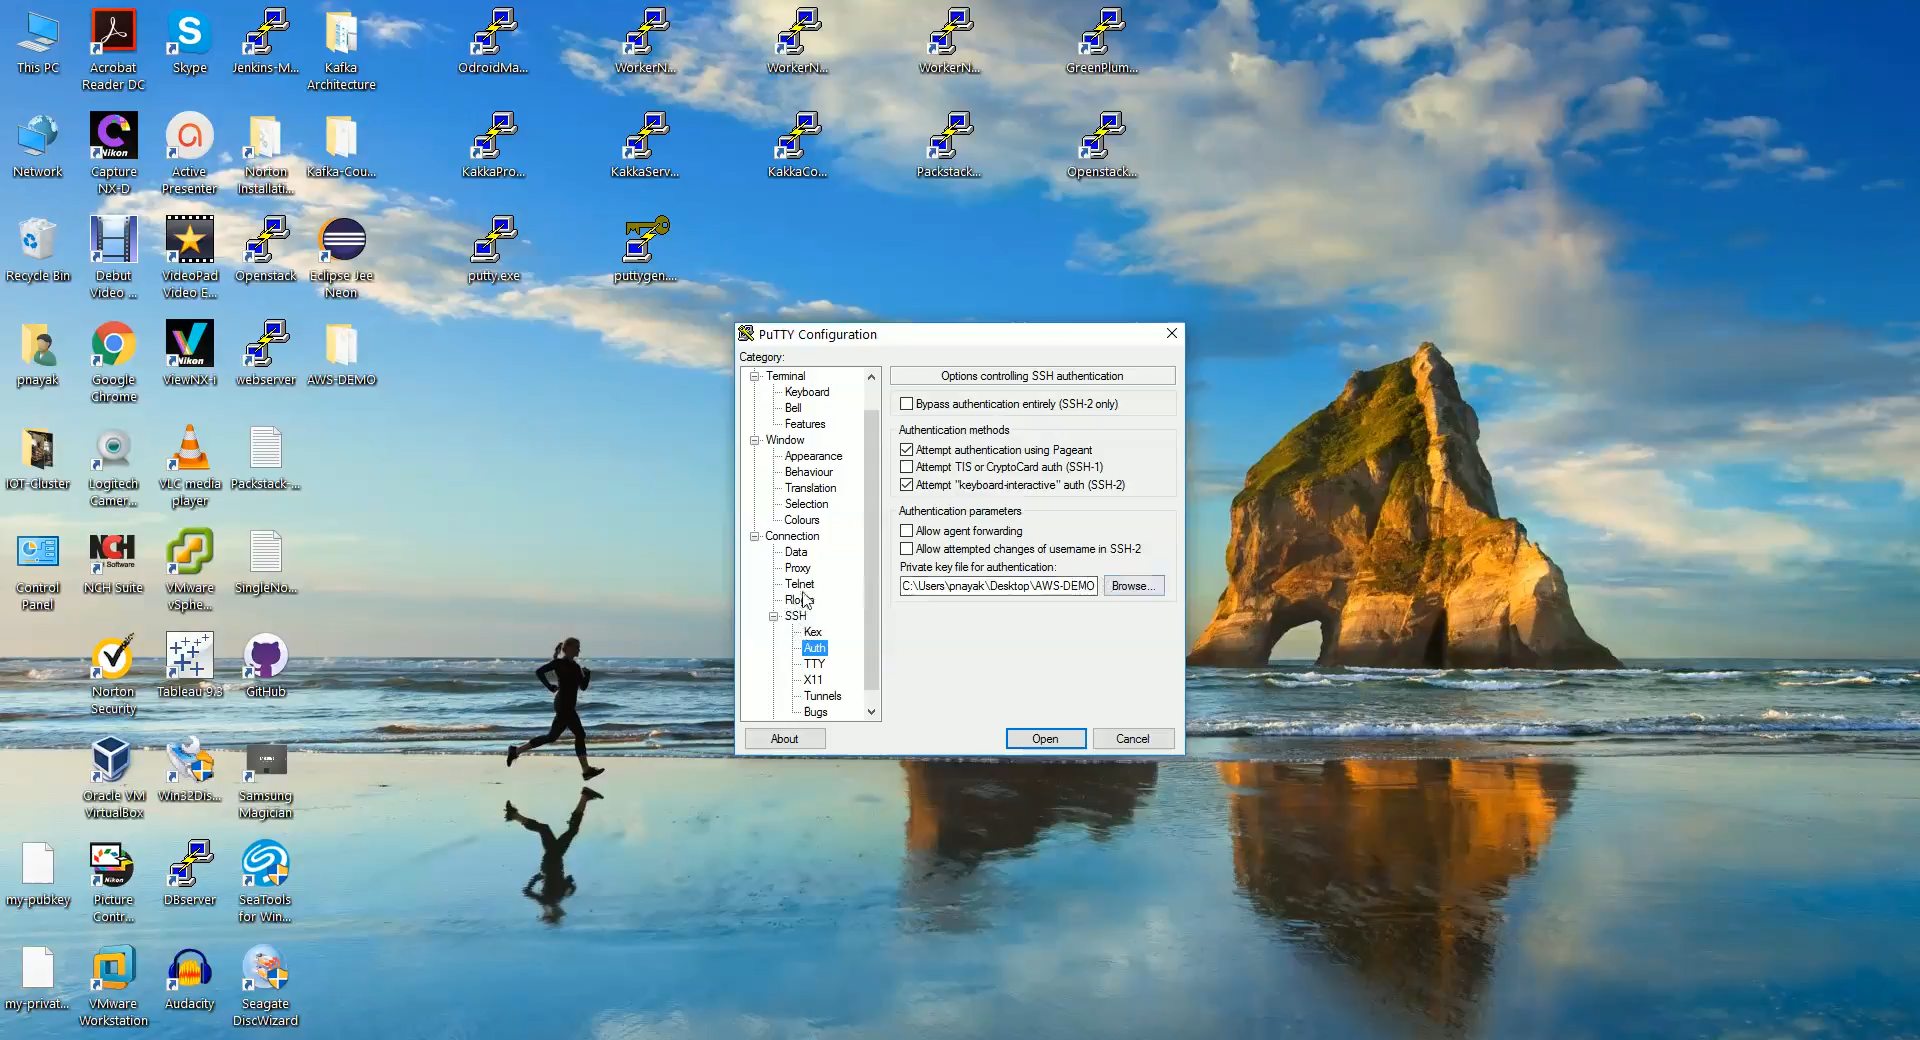 This PC
Acrobat
Reader DC
Skype
Jenkins-M...
Kafka
Architecture
OdroidMa...
WorkerN...
WorkerN...
WorkerN...
GreenPlum...
Network
Capture
NX-D
Active
Presenter
Norton
Installati...
Kafka-Cou...
KakkaPro...
KakkaServ...
KakkaCo...
Packstack...
Openstack...
Recycle Bin
Debut
Video ...
VideoPad
Video E...
Openstack
Eclipse Jee
Neon
putty.exe
puttygen....
pnayak
Google
Chrome
ViewNX-i
webserver
AWS-DEMO
IOT-Cluster
Logitech
Camer...
VLC media
player
Packstack-...
Control
Panel
NCH Suite
VMware
vSphe...
SingleNo...
Norton
Security
Tableau 9.3
GitHub
Oracle VM
VirtualBox
Win32Dis...
Samsung
Magician
my-pubkey
Picture
Contr...
DBserver
SeaTools
for Win...
my-privat...
VMware
Workstation
Audacity
Seagate
DiscWizard
PuTTY Configuration
Category:
Terminal
Keyboard
Bell
Features
Window
Appearance
Behaviour
Translation
Selection
Colours
Connection
Data
Proxy
Telnet
SSH
Kex
Auth
TTY
X11
Tunnels
Bugs
Options controlling SSH authentication
Bypass authentication entirely (SSH-2 only)
Authentication methods
Attempt authentication using Pageant
Attempt TIS or CryptoCard auth (SSH-1)
Attempt "keyboard-interactive" auth (SSH-2)
Authentication parameters
Allow agent forwarding
Allow attempted changes of username in SSH-2
Private key file for authentication:
C:\Users\pnayak\Desktop\AWS-DEMO
Browse...
About
Open
Cancel